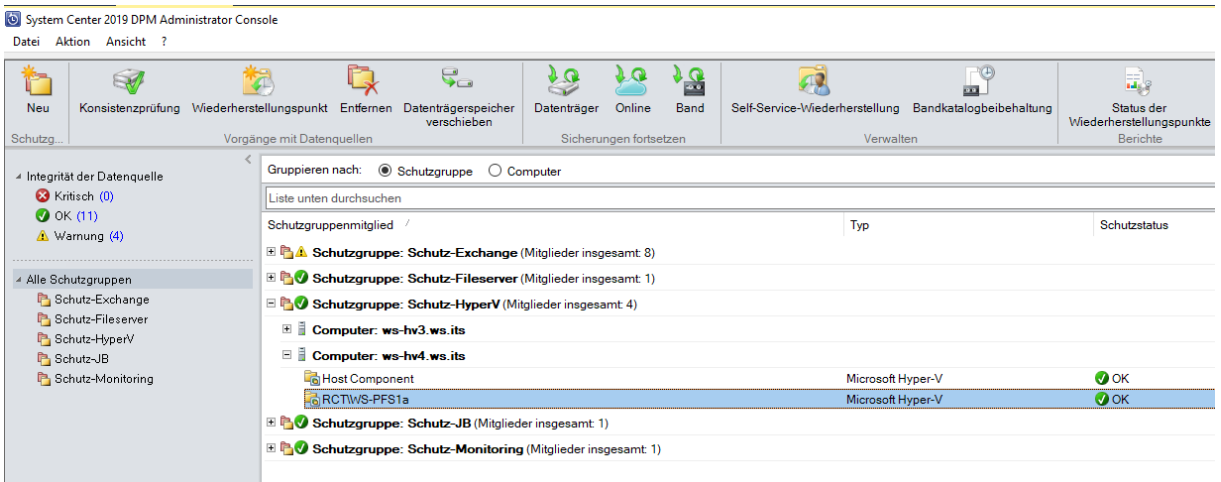 System Center 2019 DPM Administrator Console
Datei Aktion Ansicht ?
Neu Konsistenzprüfung Wiederherstellungspunkt Entfernen Datenträgerspeicher verschieben Datenträger Online Band Self-Service-Wiederherstellung Bandkatalogbeibehaltung Status der Wiederherstellungspunkte
Schutzg... Vorgänge mit Datenquellen Sicherungen fortsetzen Verwalten Berichte
Integrität der Datenquelle
Kritisch (0)
OK (11)
Warnung (4)
Alle Schutzgruppen
Schutz-Exchange
Schutz-Fileserver
Schutz-HyperV
Schutz-JB
Schutz-Monitoring
Gruppieren nach: Schutzgruppe Computer
Liste unten durchsuchen
Schutzgruppenmitglied / Typ Schutzstatus
Schutzgruppe: Schutz-Exchange (Mitglieder insgesamt: 8)
Schutzgruppe: Schutz-Fileserver (Mitglieder insgesamt: 1)
Schutzgruppe: Schutz-HyperV (Mitglieder insgesamt: 4)
Computer: ws-hv3.ws.its
Computer: ws-hv4.ws.its
Host Component Microsoft Hyper-V OK
RCT\WS-PFS1a Microsoft Hyper-V OK
Schutzgruppe: Schutz-JB (Mitglieder insgesamt: 1)
Schutzgruppe: Schutz-Monitoring (Mitglieder insgesamt: 1)